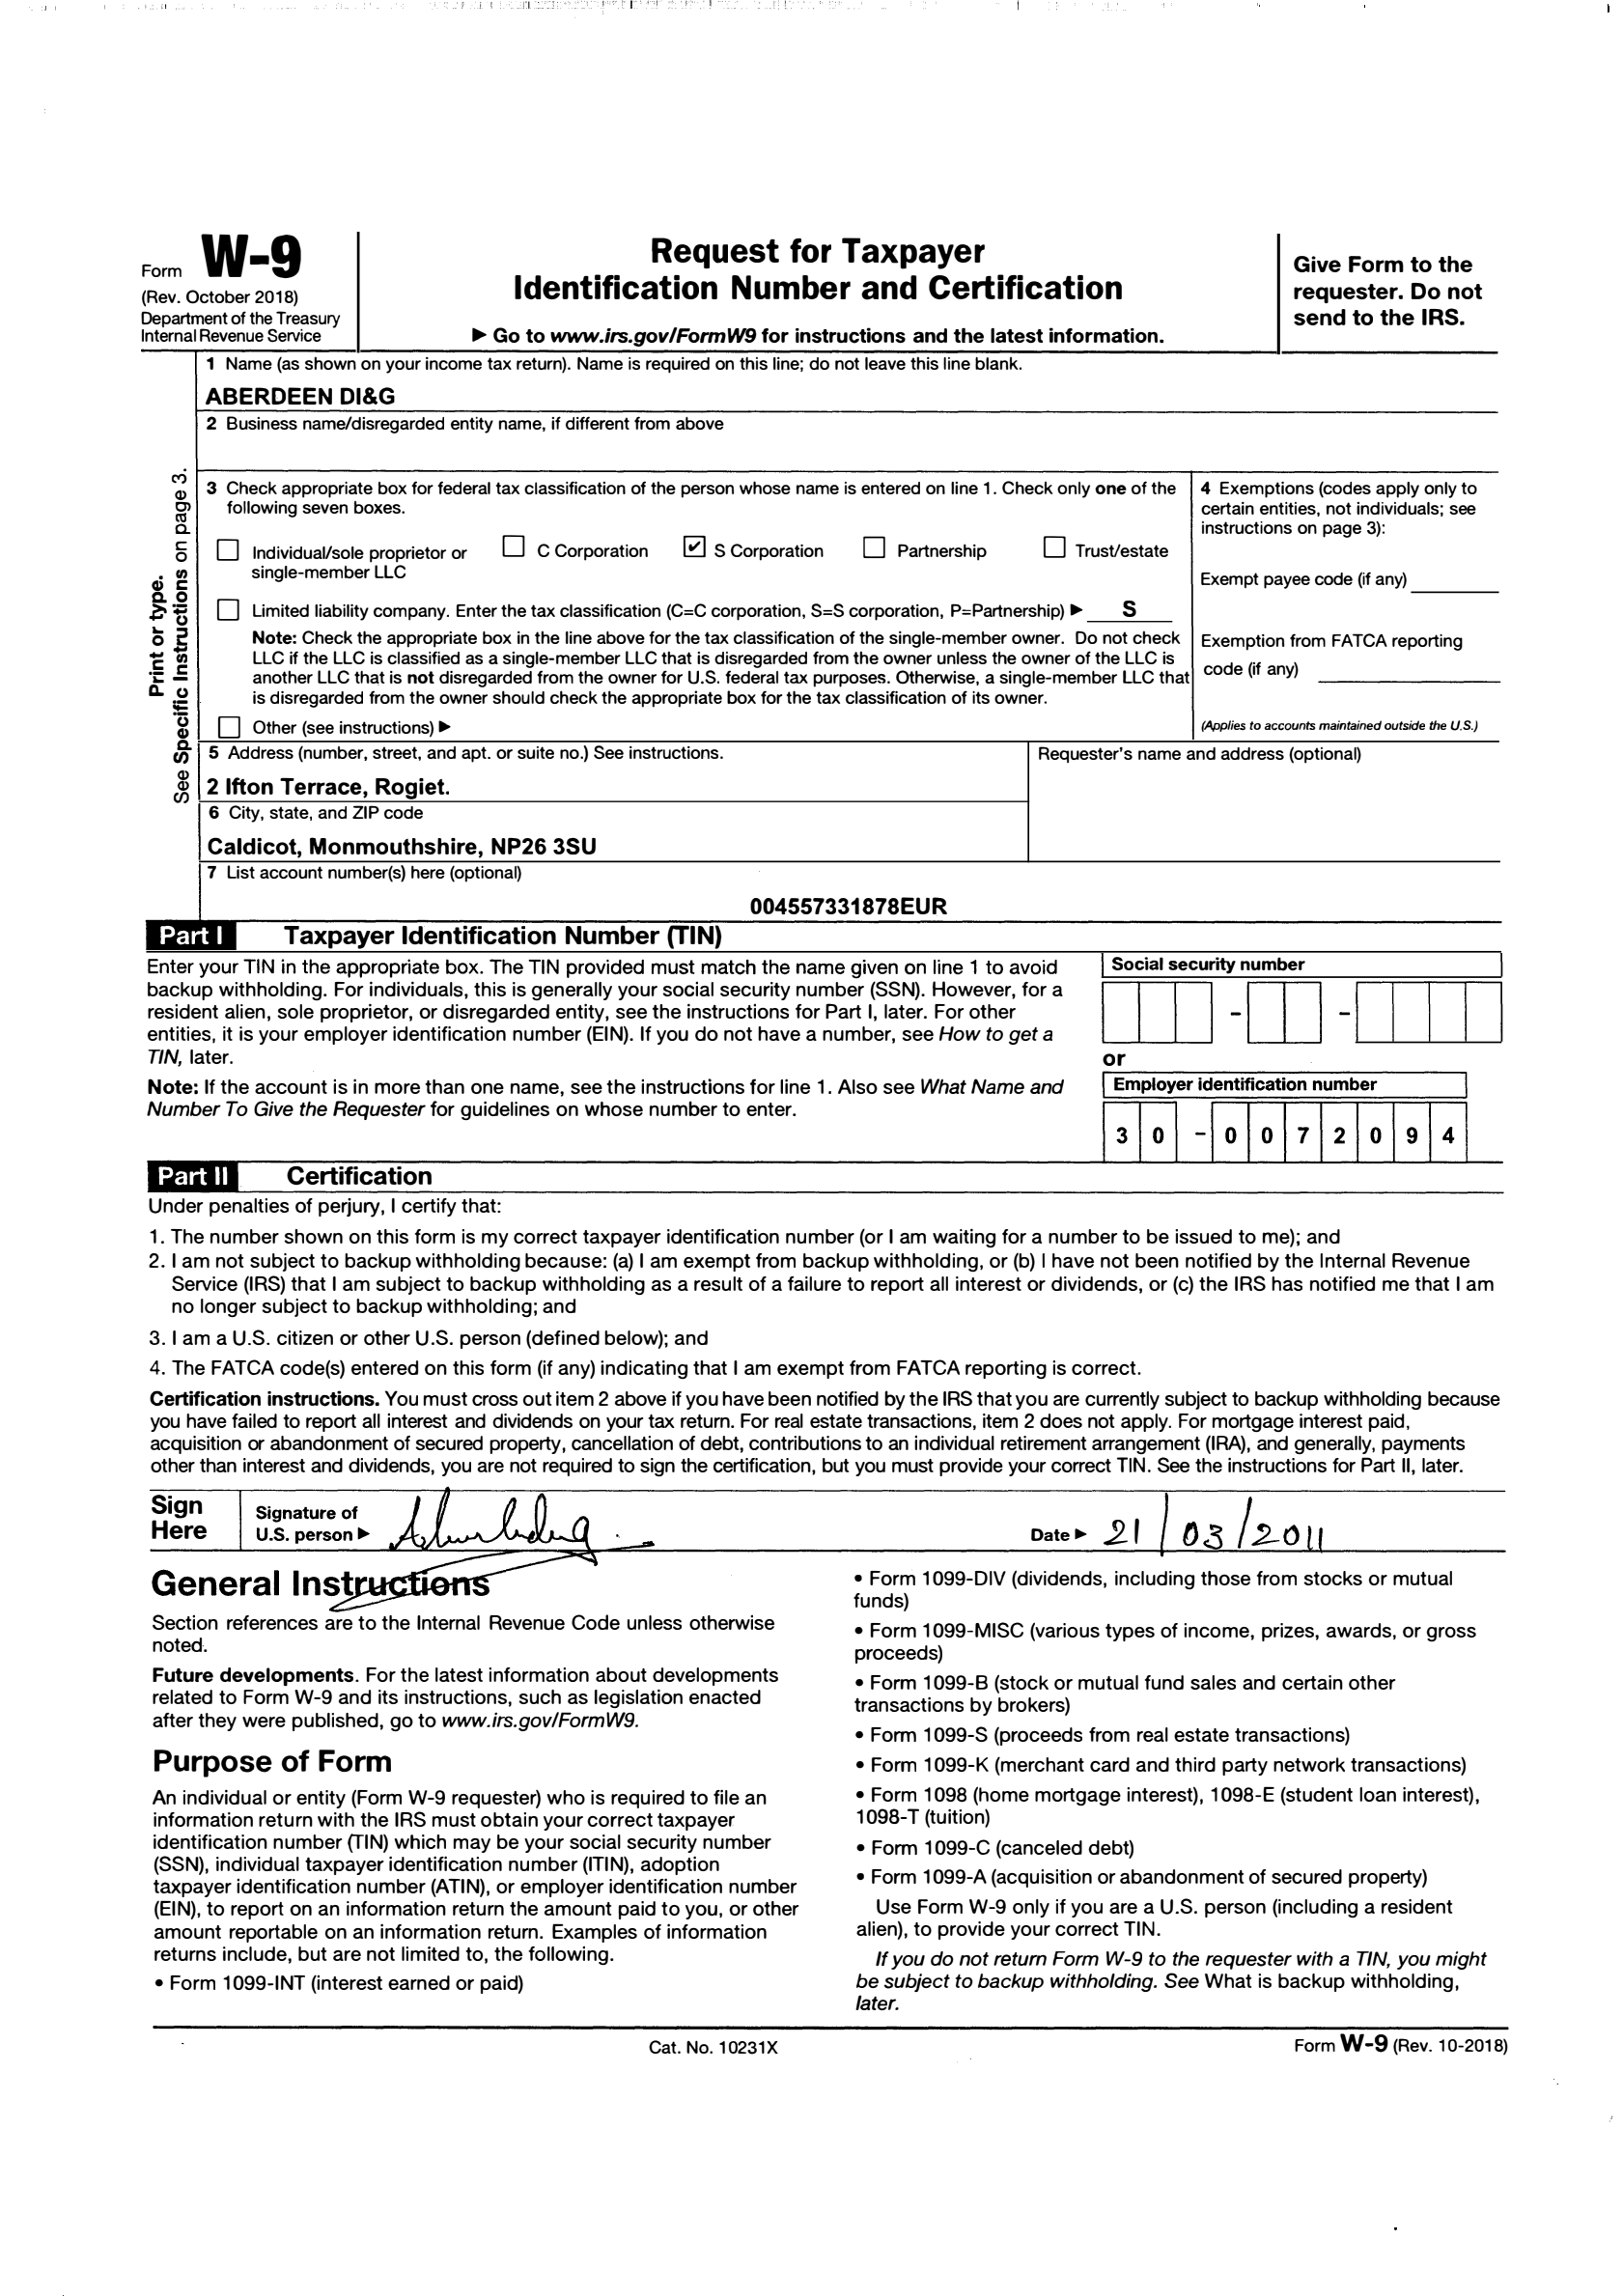 Form W-9
(Rev. October 2018)
Department of the Treasury
Internal Revenue Service
Request for Taxpayer
Identification Number and Certification
▶ Go to www.irs.gov/FormW9 for instructions and the latest information.
Give Form to the
requester. Do not
send to the IRS.
Print or type.
See Specific Instructions on page 3.
1 Name (as shown on your income tax return). Name is required on this line; do not leave this line blank.
ABERDEEN DI&G
2 Business name/disregarded entity name, if different from above
3 Check appropriate box for federal tax classification of the person whose name is entered on line 1. Check only one of the
following seven boxes.
Individual/sole proprietor or
single-member LLC
C Corporation
✔ S Corporation
Partnership
Trust/estate
Limited liability company. Enter the tax classification (C=C corporation, S=S corporation, P=Partnership) ▶ S
Note: Check the appropriate box in the line above for the tax classification of the single-member owner. Do not check
LLC if the LLC is classified as a single-member LLC that is disregarded from the owner unless the owner of the LLC is
another LLC that is not disregarded from the owner for U.S. federal tax purposes. Otherwise, a single-member LLC that
is disregarded from the owner should check the appropriate box for the tax classification of its owner.
Other (see instructions) ▶
4 Exemptions (codes apply only to
certain entities, not individuals; see
instructions on page 3):
Exempt payee code (if any)
Exemption from FATCA reporting
code (if any)
(Applies to accounts maintained outside the U.S.)
5 Address (number, street, and apt. or suite no.) See instructions.
2 Ifton Terrace, Rogiet.
Requester's name and address (optional)
6 City, state, and ZIP code
Caldicot, Monmouthshire, NP26 3SU
7 List account number(s) here (optional)
004557331878EUR
Part I Taxpayer Identification Number (TIN)
Enter your TIN in the appropriate box. The TIN provided must match the name given on line 1 to avoid
backup withholding. For individuals, this is generally your social security number (SSN). However, for a
resident alien, sole proprietor, or disregarded entity, see the instructions for Part I, later. For other
entities, it is your employer identification number (EIN). If you do not have a number, see How to get a
TIN, later.
Note: If the account is in more than one name, see the instructions for line 1. Also see What Name and
Number To Give the Requester for guidelines on whose number to enter.
Social security number
– –
or
Employer identification number
3 0 – 0 0 7 2 0 9 4
Part II Certification
Under penalties of perjury, I certify that:
1. The number shown on this form is my correct taxpayer identification number (or I am waiting for a number to be issued to me); and
2. I am not subject to backup withholding because: (a) I am exempt from backup withholding, or (b) I have not been notified by the Internal Revenue
Service (IRS) that I am subject to backup withholding as a result of a failure to report all interest or dividends, or (c) the IRS has notified me that I am
no longer subject to backup withholding; and
3. I am a U.S. citizen or other U.S. person (defined below); and
4. The FATCA code(s) entered on this form (if any) indicating that I am exempt from FATCA reporting is correct.
Certification instructions. You must cross out item 2 above if you have been notified by the IRS that you are currently subject to backup withholding because
you have failed to report all interest and dividends on your tax return. For real estate transactions, item 2 does not apply. For mortgage interest paid,
acquisition or abandonment of secured property, cancellation of debt, contributions to an individual retirement arrangement (IRA), and generally, payments
other than interest and dividends, you are not required to sign the certification, but you must provide your correct TIN. See the instructions for Part II, later.
Sign
Here
Signature of
U.S. person ▶
Date ▶ 21/03/2011
General Instructions
Section references are to the Internal Revenue Code unless otherwise
noted.
Future developments. For the latest information about developments
related to Form W-9 and its instructions, such as legislation enacted
after they were published, go to www.irs.gov/FormW9.
Purpose of Form
An individual or entity (Form W-9 requester) who is required to file an
information return with the IRS must obtain your correct taxpayer
identification number (TIN) which may be your social security number
(SSN), individual taxpayer identification number (ITIN), adoption
taxpayer identification number (ATIN), or employer identification number
(EIN), to report on an information return the amount paid to you, or other
amount reportable on an information return. Examples of information
returns include, but are not limited to, the following.
• Form 1099-INT (interest earned or paid)
• Form 1099-DIV (dividends, including those from stocks or mutual
funds)
• Form 1099-MISC (various types of income, prizes, awards, or gross
proceeds)
• Form 1099-B (stock or mutual fund sales and certain other
transactions by brokers)
• Form 1099-S (proceeds from real estate transactions)
• Form 1099-K (merchant card and third party network transactions)
• Form 1098 (home mortgage interest), 1098-E (student loan interest),
1098-T (tuition)
• Form 1099-C (canceled debt)
• Form 1099-A (acquisition or abandonment of secured property)
Use Form W-9 only if you are a U.S. person (including a resident
alien), to provide your correct TIN.
If you do not return Form W-9 to the requester with a TIN, you might
be subject to backup withholding. See What is backup withholding,
later.
Cat. No. 10231X
Form W-9 (Rev. 10-2018)